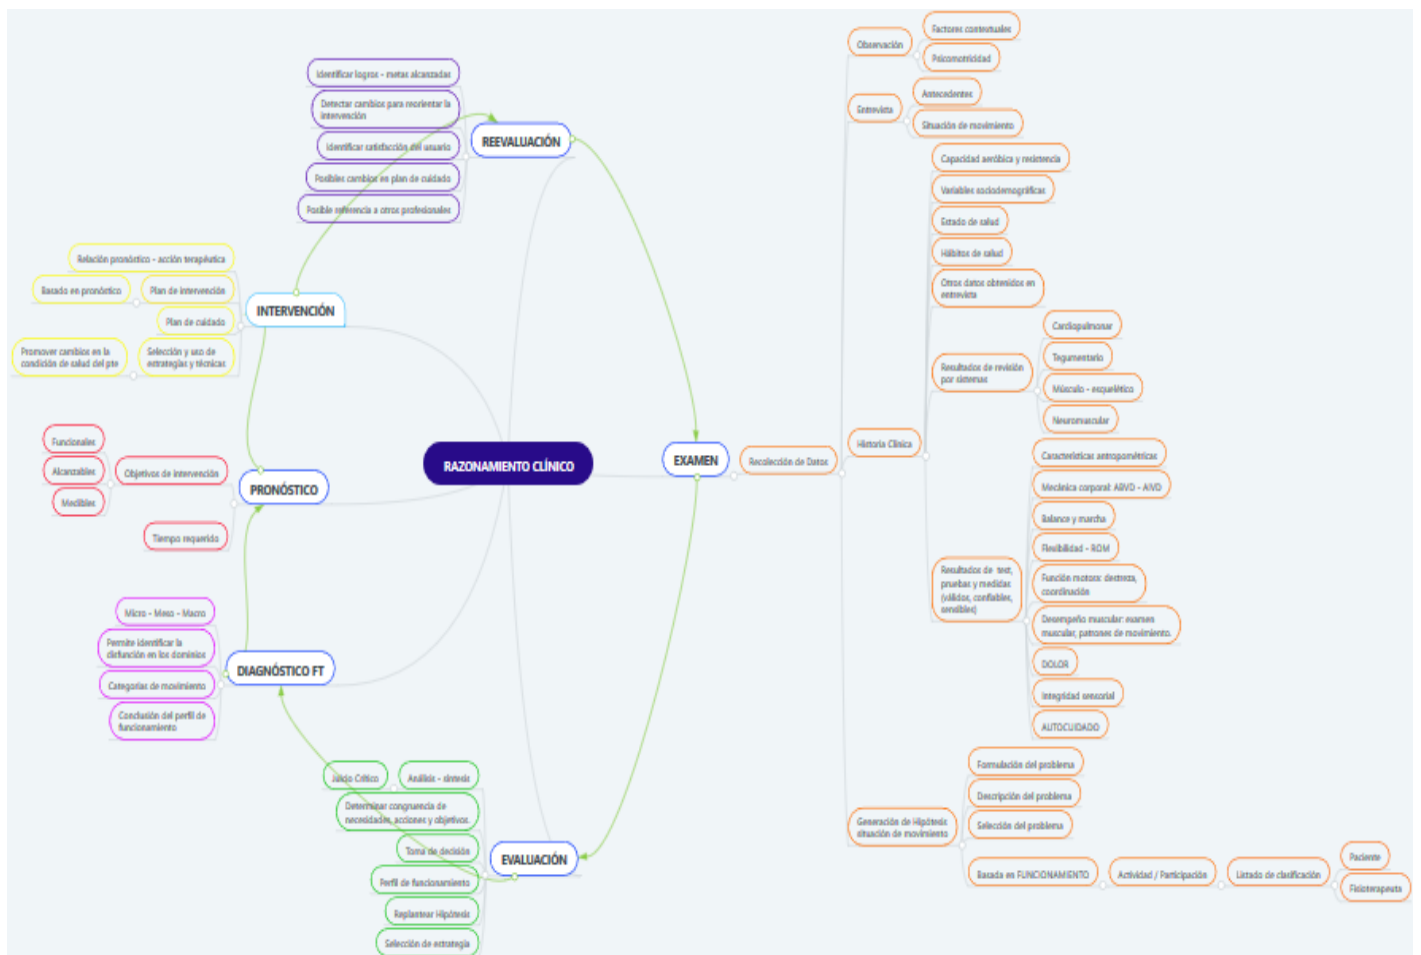 RAZONAMIENTO CLÍNICO
EXAMEN
Recolección de Datos
Observación
Factores contextuales
Psicomotricidad
Entrevista
Antecedentes
Situación de movimiento
Historia Clínica
Capacidad aeróbica y resistencia
Variables sociodemográficas
Estado de salud
Hábitos de salud
Otros datos obtenidos en
entrevista
Resultados de revisión
por sistemas
Cardiopulmonar
Tegumentario
Músculo - esquelético
Neuromuscular
Resultados de test,
pruebas y medidas
(válidos, confiables,
sensibles)
Características antropométricas
Mecánica corporal: ABVD - AIVD
Balance y marcha
Flexibilidad - ROM
Función motora: destreza,
coordinación
Desempeño muscular: examen
muscular, patrones de movimiento.
DOLOR
Integridad sensorial
AUTOCUIDADO
Generación de Hipótesis
situación de movimiento
Formulación del problema
Descripción del problema
Selección del problema
Basada en FUNCIONAMIENTO
Actividad / Participación
Listado de clasificación
Paciente
Fisioterapeuta
EVALUACIÓN
Análisis - síntesis
Juicio Crítico
Determinar congruencia de
necesidades, acciones y objetivos.
Toma de decisión
Perfil de funcionamiento
Replantear Hipótesis
Selección de estrategia
DIAGNÓSTICO FT
Micro - Meso - Macro
Permite identificar la
disfunción en los dominios
Categorías de movimiento
Conclusión del perfil de
funcionamiento
PRONÓSTICO
Objetivos de intervención
Funcionales
Alcanzables
Medibles
Tiempo requerido
INTERVENCIÓN
Relación pronóstico - acción terapéutica
Plan de intervención
Basado en pronóstico
Plan de cuidado
Selección y uso de
estrategias y técnicas
Promover cambios en la
condición de salud del pte
REEVALUACIÓN
Identificar logros - metas alcanzadas
Detectar cambios para reorientar la
intervención
Identificar satisfacción del usuario
Posibles cambios en plan de cuidado
Posible referencia a otros profesionales